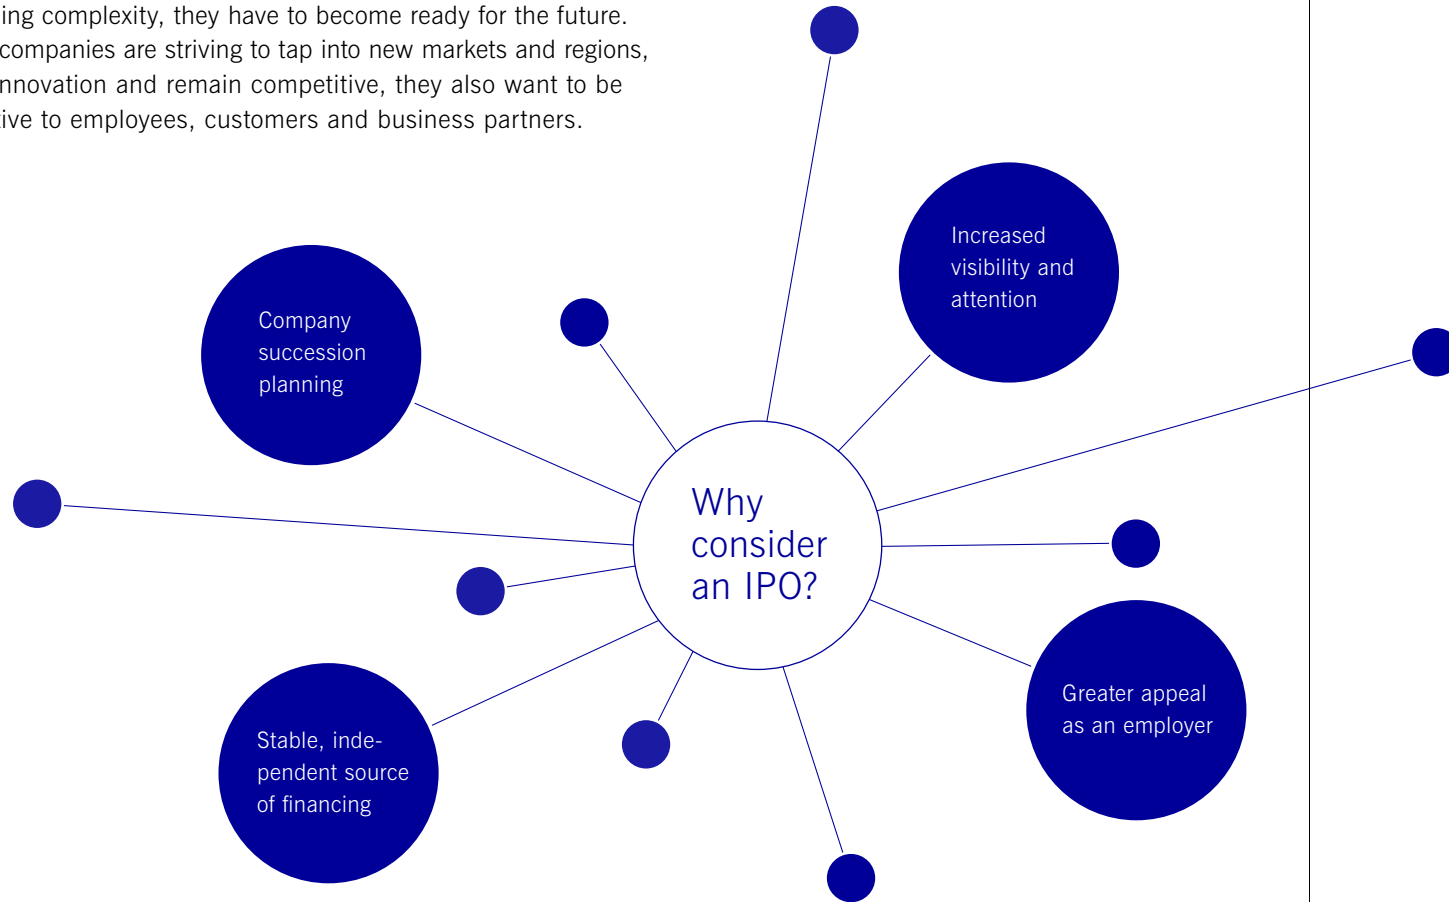 ing complexity, they have to become ready for the future.
companies are striving to tap into new markets and regions,
nnovation and remain competitive, they also want to be
tive to employees, customers and business partners.
Increased
visibility and
attention
Company
succession
planning
Why
consider
an IPO?
Greater appeal
as an employer
Stable, inde-
pendent source
of financing